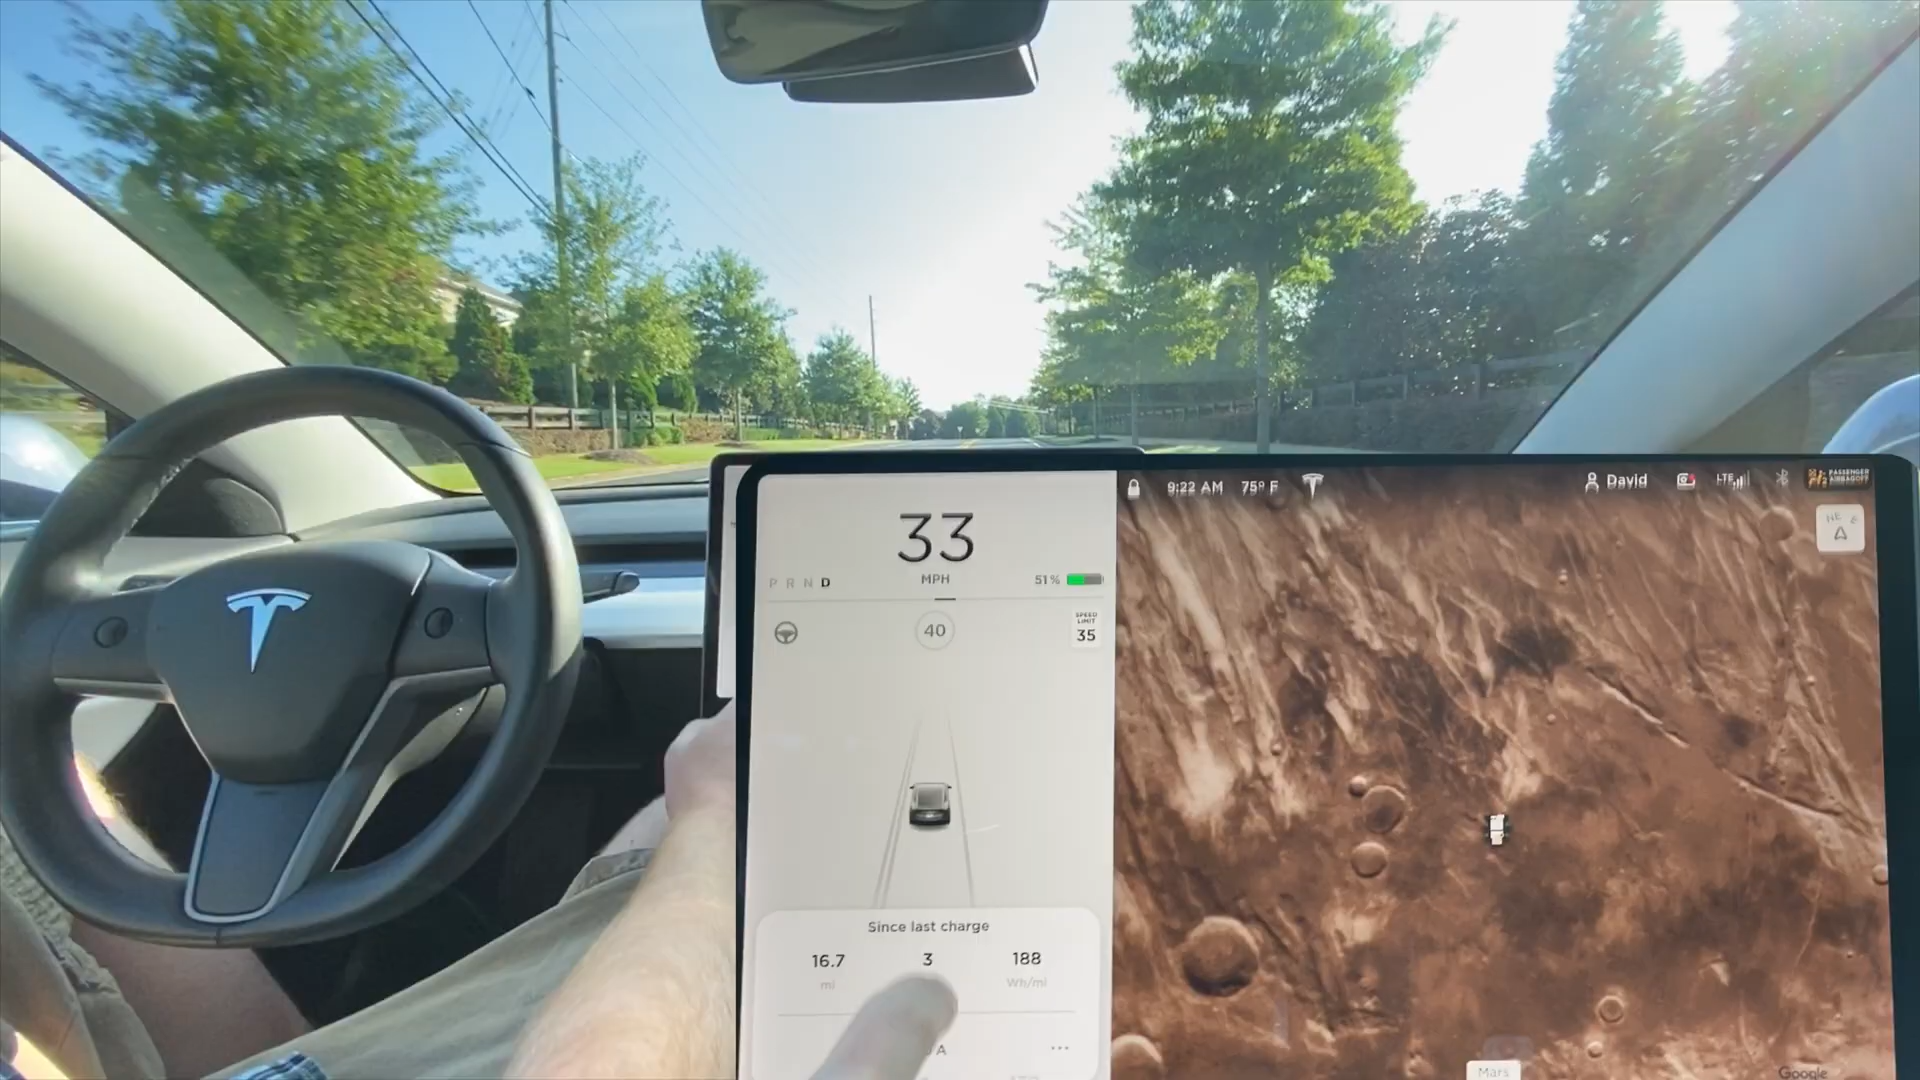 33
MPH
P R N D
51%
40
SPEED
LIMIT
35
Since last charge
16.7
3
188
mi
Wh/mi
A
9:22 AM 75° F
David
LTE
PASSENGER
AIRBAG OFF
Mars
Google